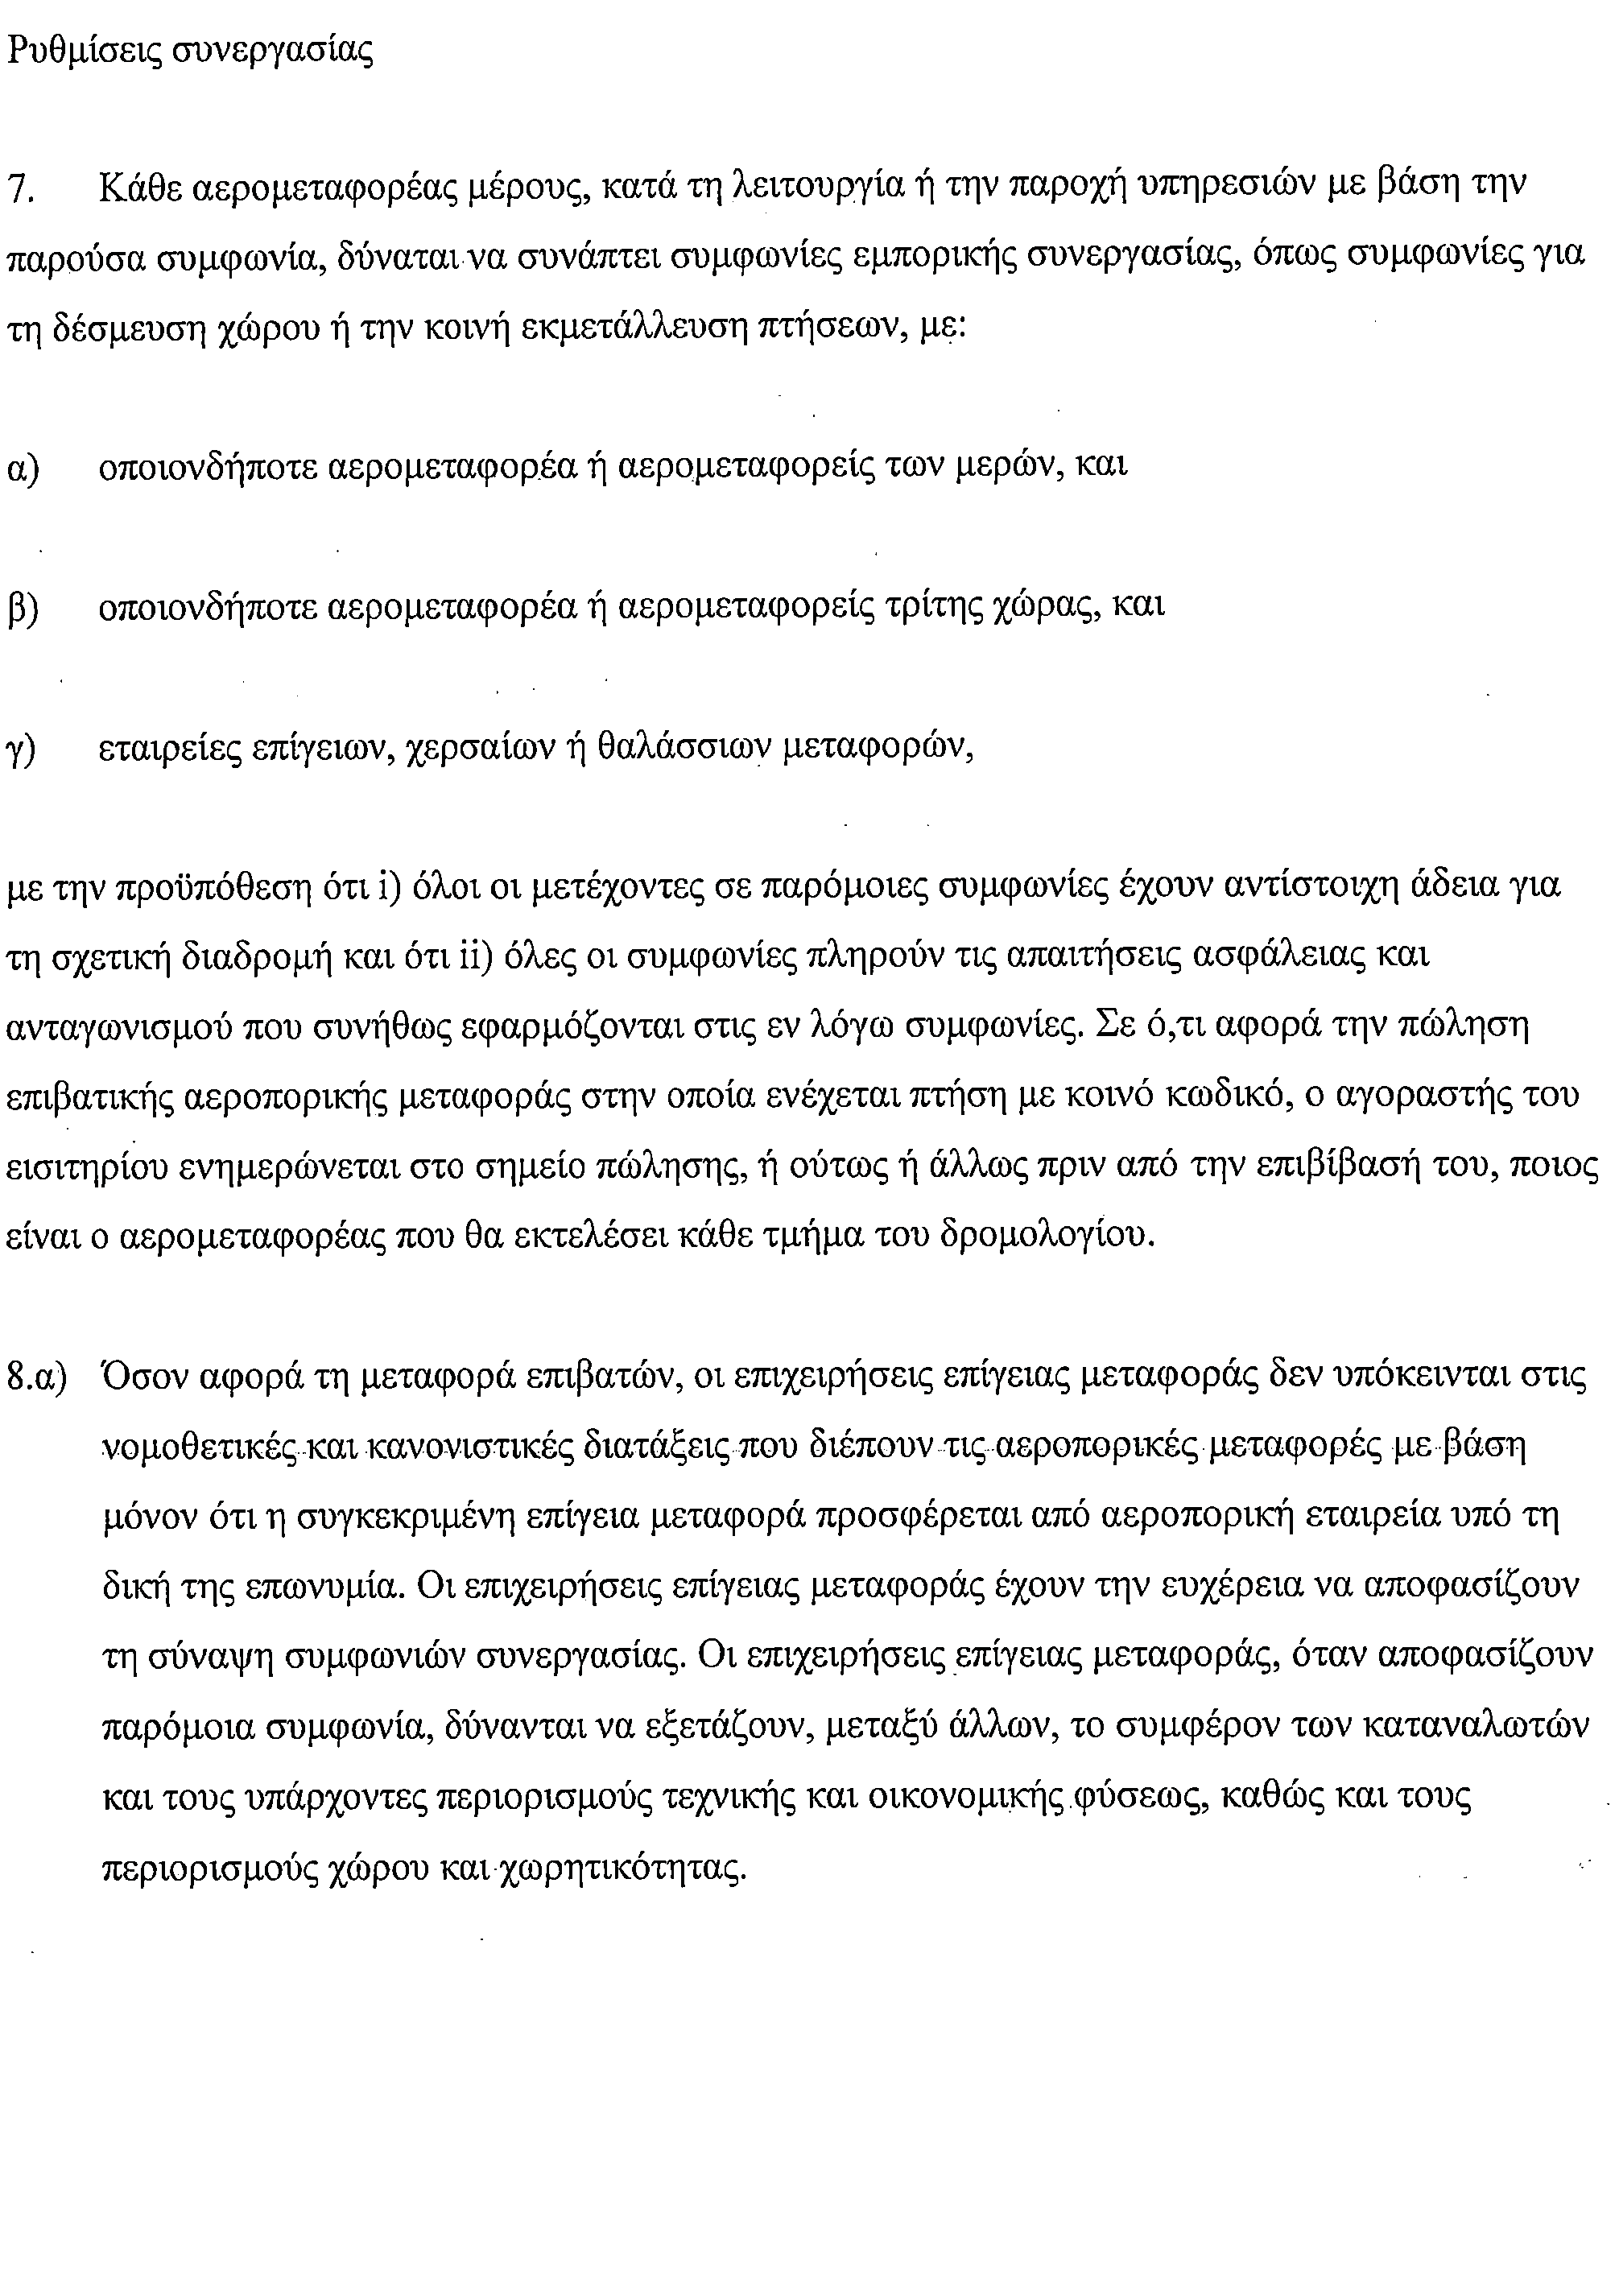 Ρυθμίσεις συνεργασίας
7. Κάθε αερομεταφορέας μέρους, κατά τη λειτουργία ή την παροχή υπηρεσιών με βάση την
παρούσα συμφωνία, δύναται να συνάπτει συμφωνίες εμπορικής συνεργασίας, όπως συμφωνίες για
τη δέσμευση χώρου ή την κοινή εκμετάλλευση πτήσεων, με:
α) οποιονδήποτε αερομεταφορέα ή αερομεταφορείς των μερών, και
β) οποιονδήποτε αερομεταφορέα ή αερομεταφορείς τρίτης χώρας, και
γ) εταιρείες επίγειων, χερσαίων ή θαλάσσιων μεταφορών,
με την προϋπόθεση ότι i) όλοι οι μετέχοντες σε παρόμοιες συμφωνίες έχουν αντίστοιχη άδεια για
τη σχετική διαδρομή και ότι ii) όλες οι συμφωνίες πληρούν τις απαιτήσεις ασφάλειας και
ανταγωνισμού που συνήθως εφαρμόζονται στις εν λόγω συμφωνίες. Σε ό,τι αφορά την πώληση
επιβατικής αεροπορικής μεταφοράς στην οποία ενέχεται πτήση με κοινό κωδικό, ο αγοραστής του
εισιτηρίου ενημερώνεται στο σημείο πώλησης, ή ούτως ή άλλως πριν από την επιβίβασή του, ποιος
είναι ο αερομεταφορέας που θα εκτελέσει κάθε τμήμα του δρομολογίου.
8.α) Όσον αφορά τη μεταφορά επιβατών, οι επιχειρήσεις επίγειας μεταφοράς δεν υπόκεινται στις
νομοθετικές και κανονιστικές διατάξεις που διέπουν τις αεροπορικές μεταφορές με βάση
μόνον ότι η συγκεκριμένη επίγεια μεταφορά προσφέρεται από αεροπορική εταιρεία υπό τη
δική της επωνυμία. Οι επιχειρήσεις επίγειας μεταφοράς έχουν την ευχέρεια να αποφασίζουν
τη σύναψη συμφωνιών συνεργασίας. Οι επιχειρήσεις επίγειας μεταφοράς, όταν αποφασίζουν
παρόμοια συμφωνία, δύνανται να εξετάζουν, μεταξύ άλλων, το συμφέρον των καταναλωτών
και τους υπάρχοντες περιορισμούς τεχνικής και οικονομικής φύσεως, καθώς και τους
περιορισμούς χώρου και χωρητικότητας.